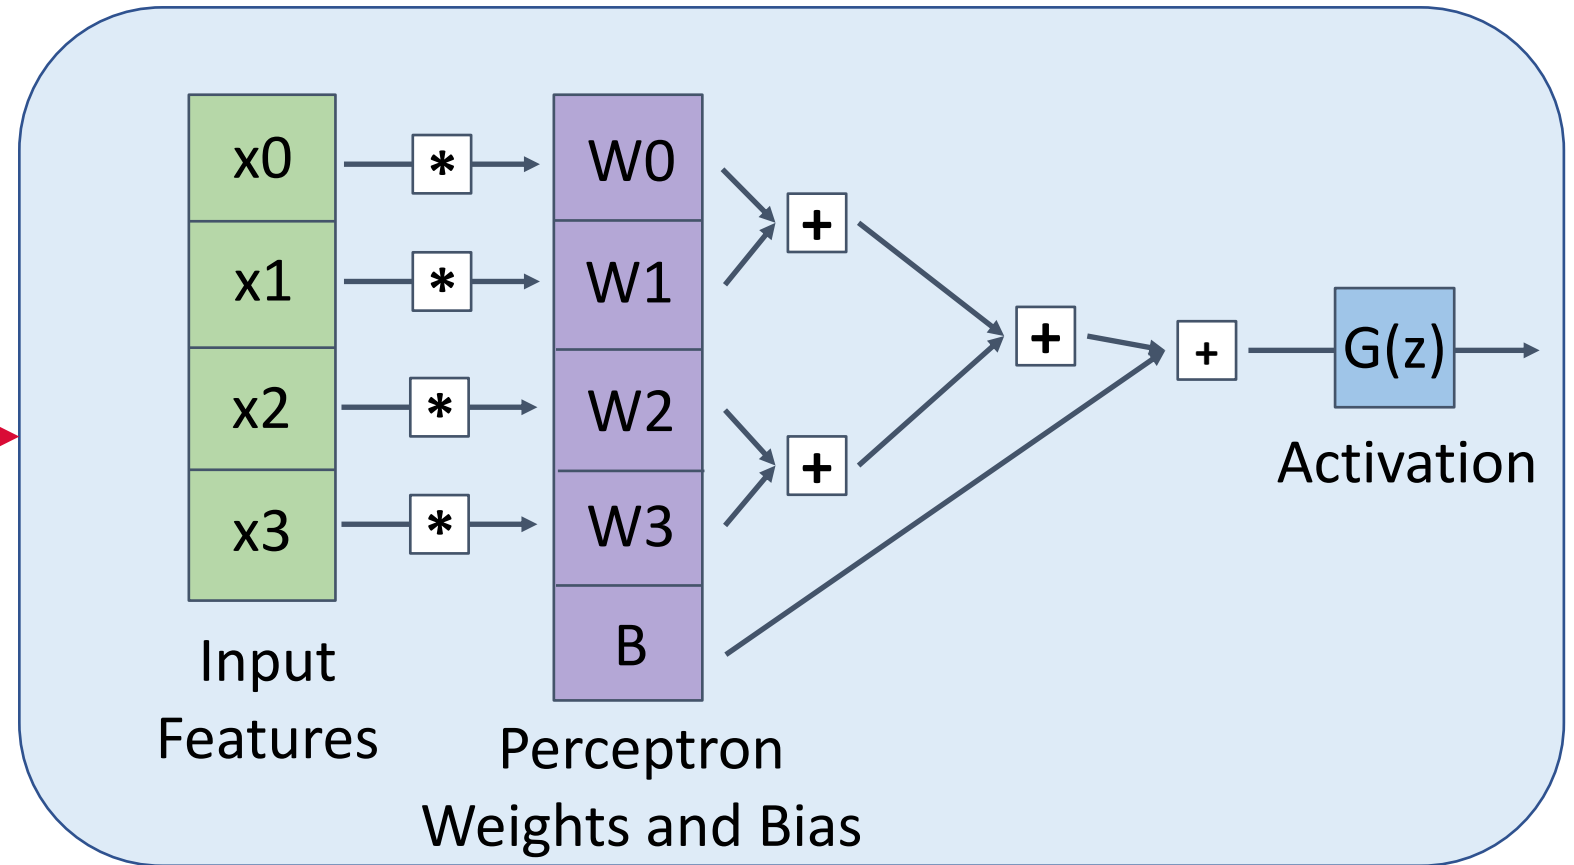 x0
*
W0
x1
*
W1
+
x2
*
W2
+
+
G(z)
x3
*
W3
+
B
Activation
Input
Features
Perceptron
Weights and Bias